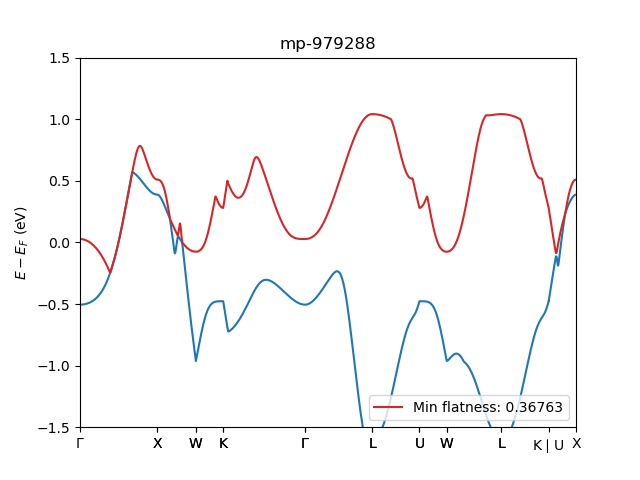 mp-979288
E − E_F (eV)
1.5
1.0
0.5
0.0
−0.5
−1.0
−1.5
Min flatness: 0.36763
Γ X W K Γ L U W L K | U X